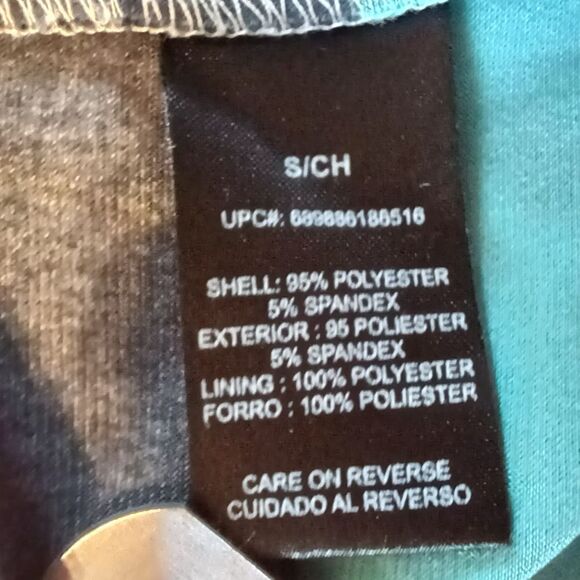 S/CH
UPC#:
SHELL: 95% POLYESTER
5% SPANDEX
EXTERIOR : 95 POLIESTER
5% SPANDEX
LINING : 100% POLYESTER
FORRO : 100% POLIESTER
CARE ON REVERSE
CUIDADO AL REVERSO